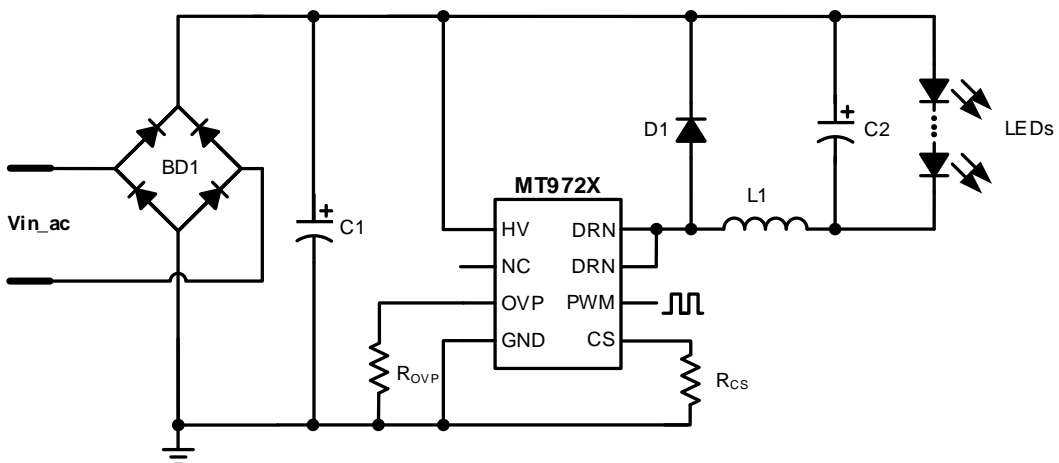 D1
C2
LEDs
BD1
MT972X
L1
Vin_ac
C1
HV
DRN
NC
DRN
OVP
PWM
GND
CS
ROVP
RCS